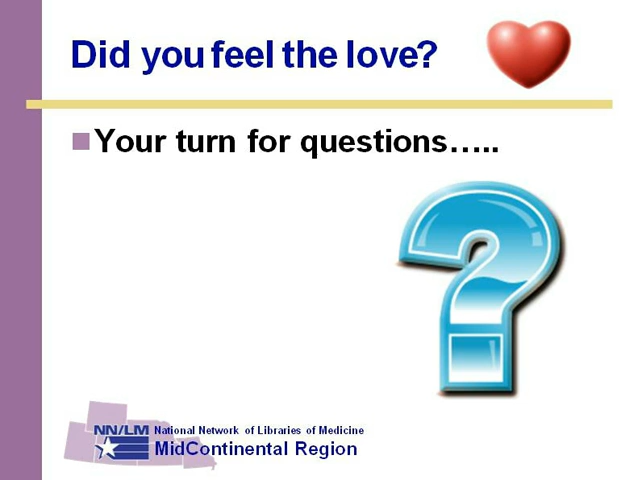 Did you feel the love?
Your turn for questions…..
?
NN/LM
National Network of Libraries of Medicine
MidContinental Region